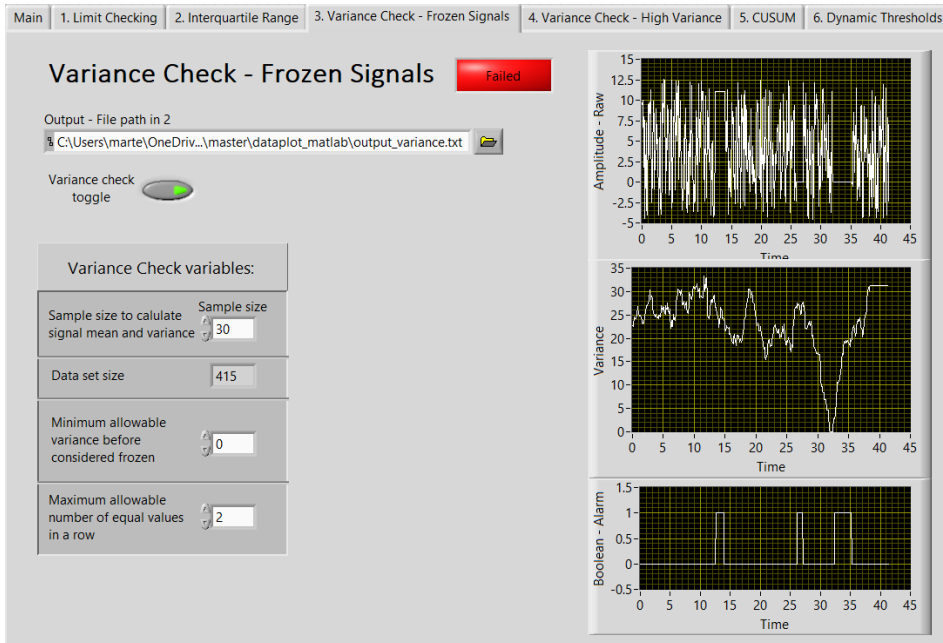 Main
1. Limit Checking
2. Interquartile Range
3. Variance Check - Frozen Signals
4. Variance Check - High Variance
5. CUSUM
6. Dynamic Thresholds
Variance Check - Frozen Signals
Failed
Output - File path in 2
C:\Users\marte\OneDriv...\master\dataplot_matlab\output_variance.txt
Variance check
toggle
Variance Check variables:
Sample size to calulate
signal mean and variance
Sample size
30
Data set size
415
Minimum allowable
variance before
considered frozen
0
Maximum allowable
number of equal values
in a row
2
Amplitude - Raw
15-
12.5-
10-
7.5-
5-
2.5-
0-
-2.5-
-5-
0 5 10 15 20 25 30 35 40 45
Time
Variance
35-
30-
25-
20-
15-
10-
5-
0-
0 5 10 15 20 25 30 35 40 45
Time
Boolean - Alarm
1.5-
1-
0.5-
0-
-0.5-
0 5 10 15 20 25 30 35 40 45
Time